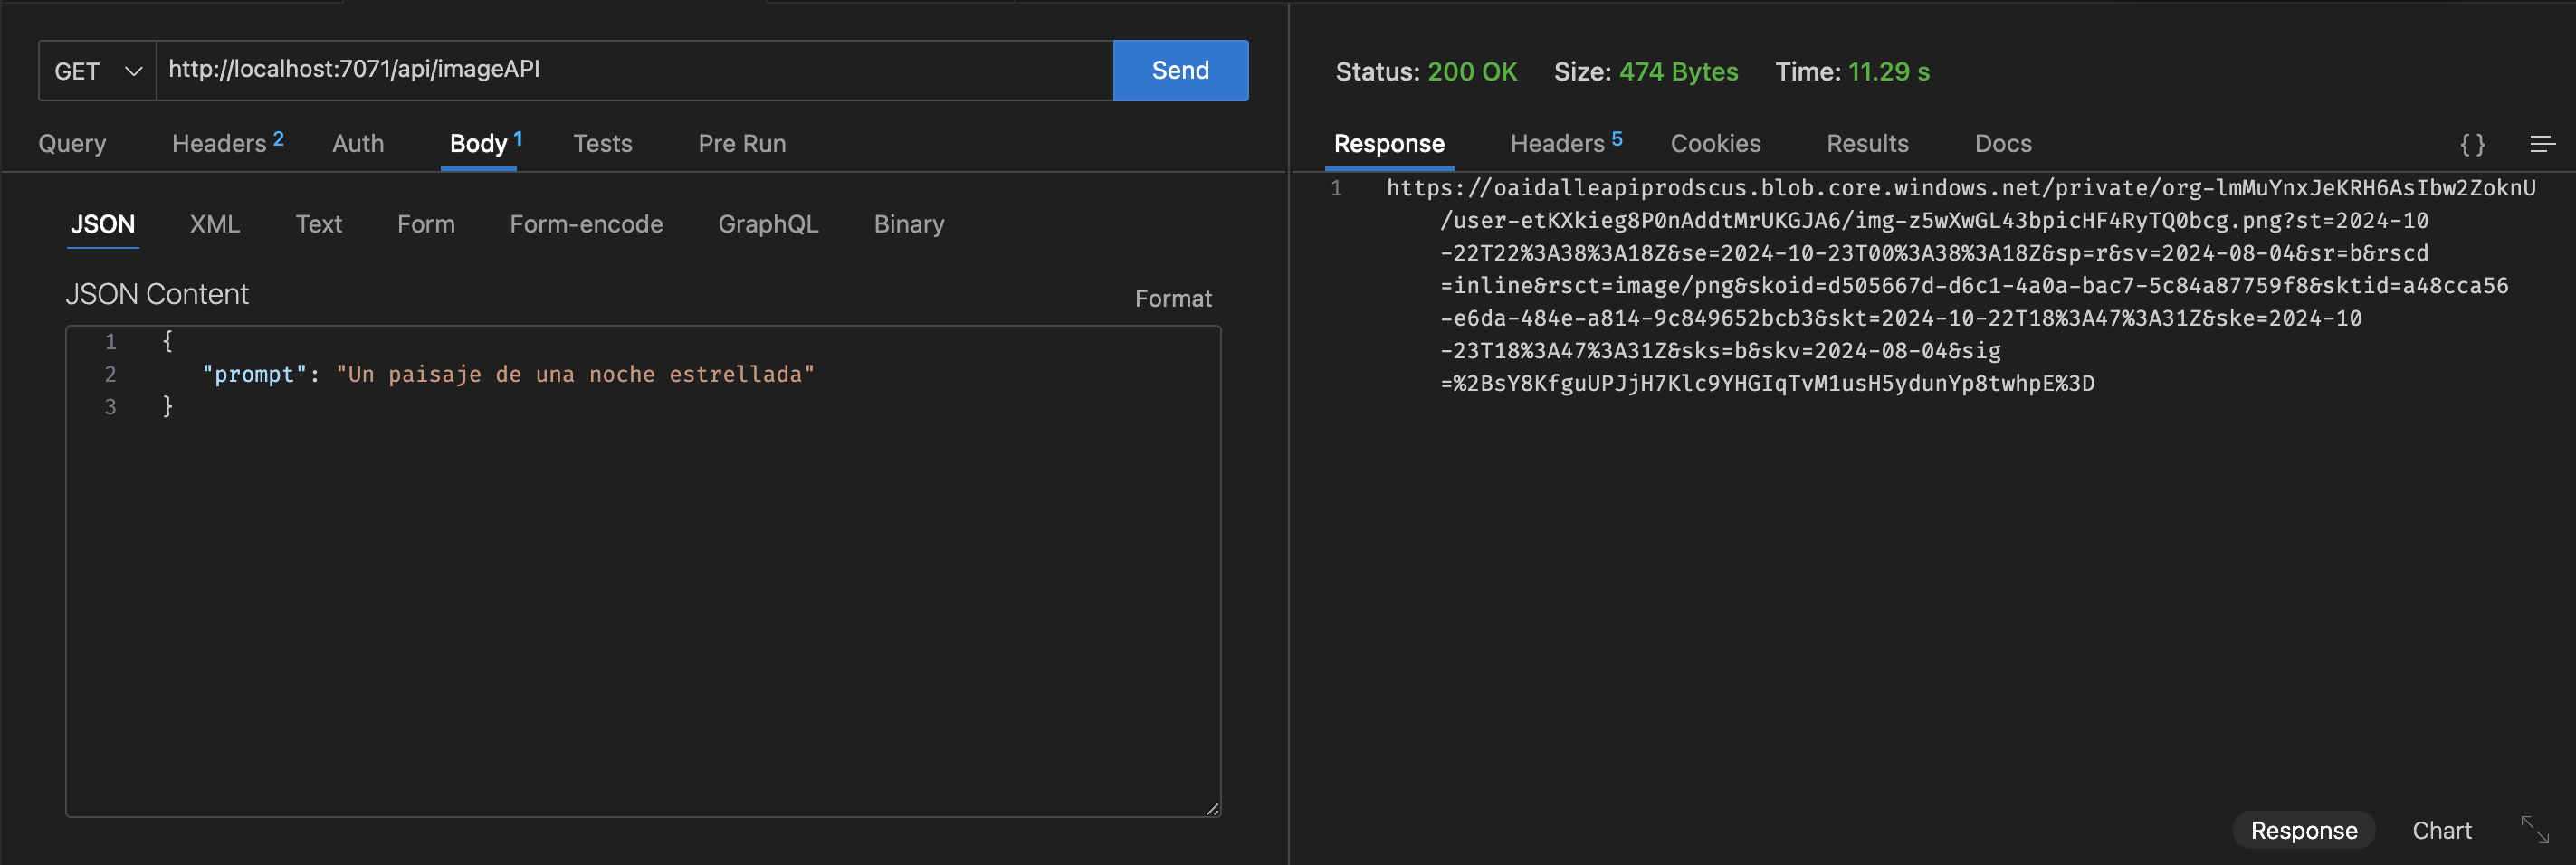 GET
http://localhost:7071/api/imageAPI
Send
Query Headers 2 Auth Body 1 Tests Pre Run
JSON XML Text Form Form-encode GraphQL Binary
JSON Content
Format
1 {
2 "prompt": "Un paisaje de una noche estrellada"
3 }
Status: 200 OK Size: 474 Bytes Time: 11.29 s
Response Headers 5 Cookies Results Docs { }
1 https://oaidalleapiprodscus.blob.core.windows.net/private/org-lmMuYnxJeKRH6AsIbw2ZoknU
/user-etKXkieg8P0nAddtMrUKGJA6/img-z5wXwGL43bpicHF4RyTQ0bcg.png?st=2024-10
-22T22%3A38%3A18Z&se=2024-10-23T00%3A38%3A18Z&sp=r&sv=2024-08-04&sr=b&rscd
=inline&rsct=image/png&skoid=d505667d-d6c1-4a0a-bac7-5c84a87759f8&sktid=a48cca56
-e6da-484e-a814-9c849652bcb3&skt=2024-10-22T18%3A47%3A31Z&ske=2024-10
-23T18%3A47%3A31Z&sks=b&skv=2024-08-04&sig
=%2BsY8KfguUPJjH7Klc9YHGIqTvM1usH5ydunYp8twhpE%3D
Response Chart